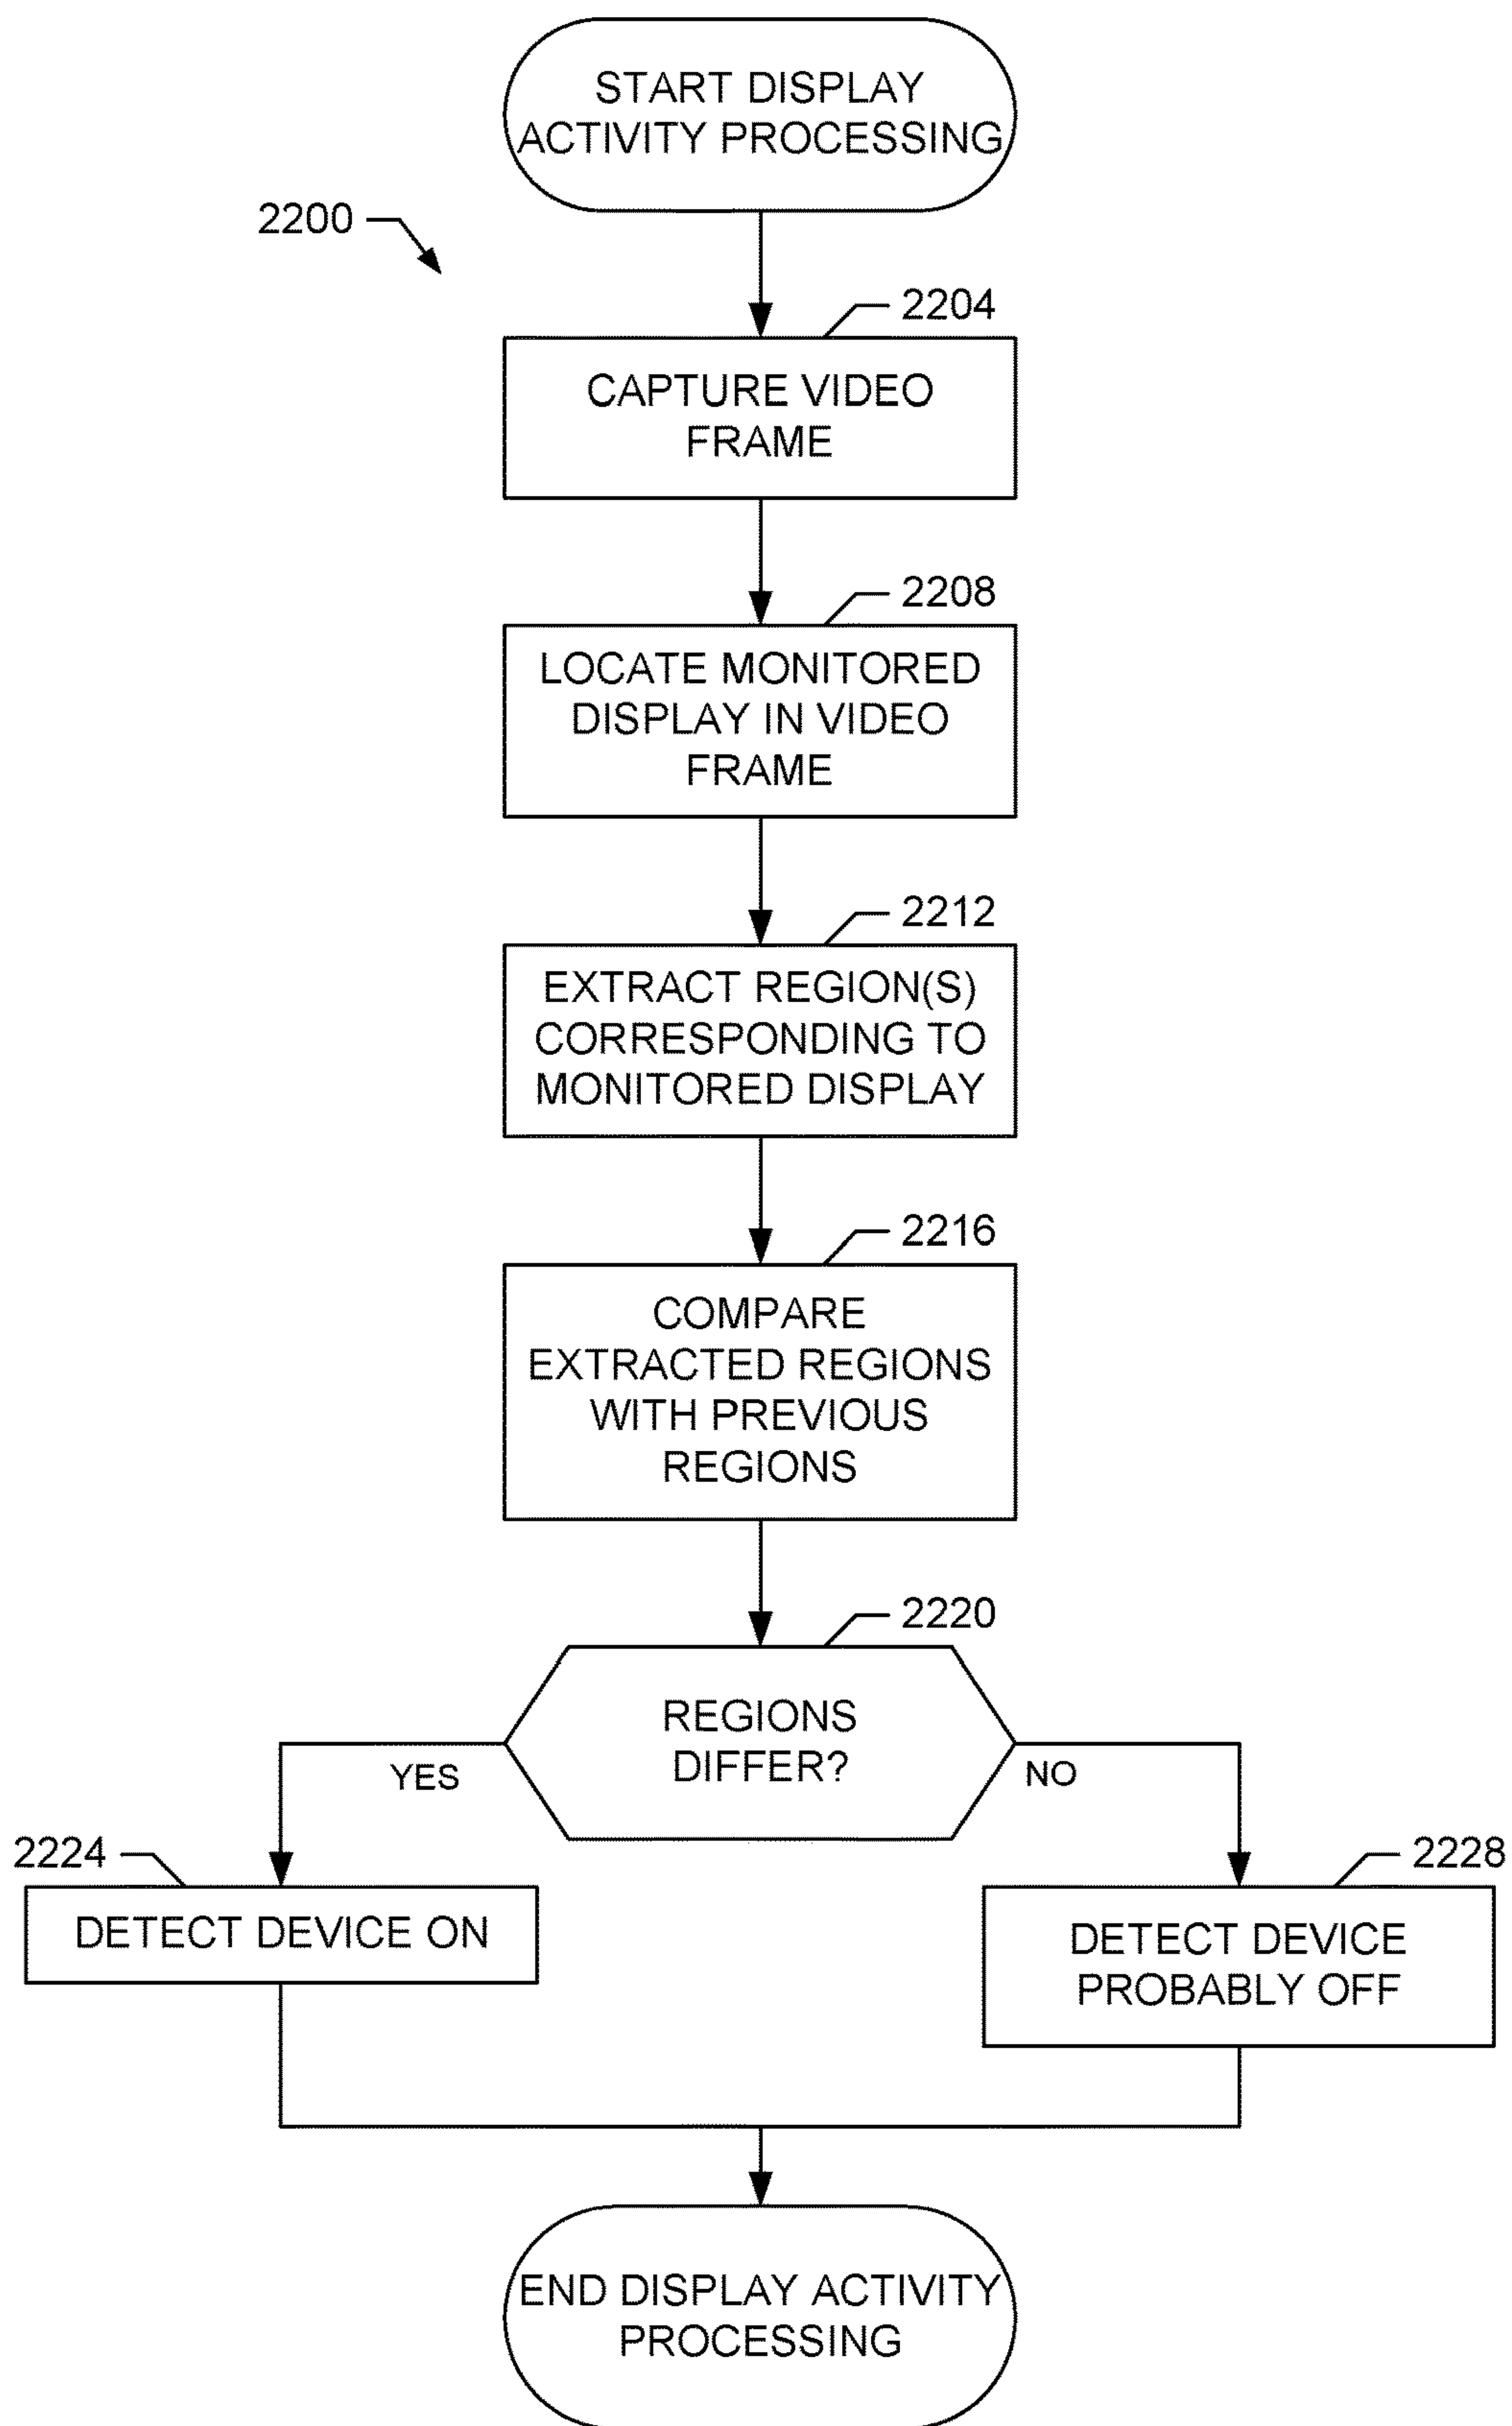 START DISPLAY
ACTIVITY PROCESSING
2200
2204
CAPTURE VIDEO
FRAME
2208
LOCATE MONITORED
DISPLAY IN VIDEO
FRAME
2212
EXTRACT REGION(S)
CORRESPONDING TO
MONITORED DISPLAY
2216
COMPARE
EXTRACTED REGIONS
WITH PREVIOUS
REGIONS
2220
REGIONS
DIFFER?
YES
NO
2224
DETECT DEVICE ON
2228
DETECT DEVICE
PROBABLY OFF
END DISPLAY ACTIVITY
PROCESSING